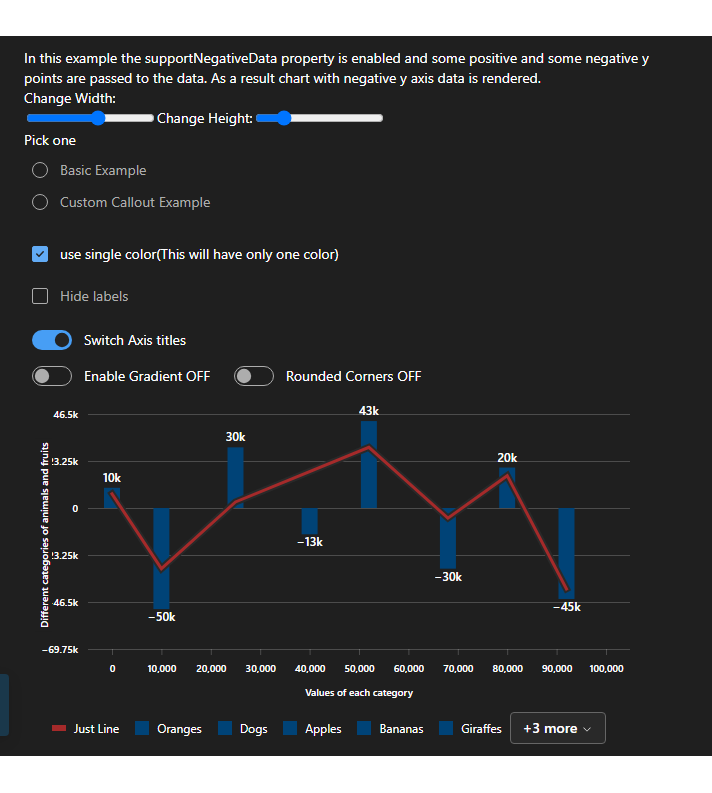 In this example the supportNegativeData property is enabled and some positive and some negative y
points are passed to the data. As a result chart with negative y axis data is rendered.
Change Width:
Change Height:
Pick one
Basic Example
Custom Callout Example
use single color(This will have only one color)
Hide labels
Switch Axis titles
Enable Gradient OFF Rounded Corners OFF
46.5k
3.25k
0
3.25k
46.5k
−69.75k
Different categories of animals and fruits
10k
−50k
30k
−13k
43k
−30k
20k
−45k
0 10,000 20,000 30,000 40,000 50,000 60,000 70,000 80,000 90,000 100,000
Values of each category
Just Line Oranges Dogs Apples Bananas Giraffes +3 more